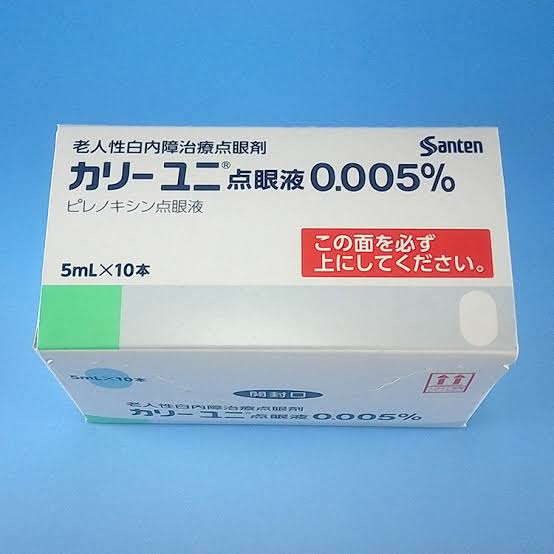 老人性白内障治療点眼剤
Santen
カリーユニ®点眼液 0.005%
ピレノキシン点眼液
この面を必ず
上にしてください。
5mL×10本
5mL×10本
開封口
老人性白内障治療点眼剤
カリーユニ®点眼液 0.005%